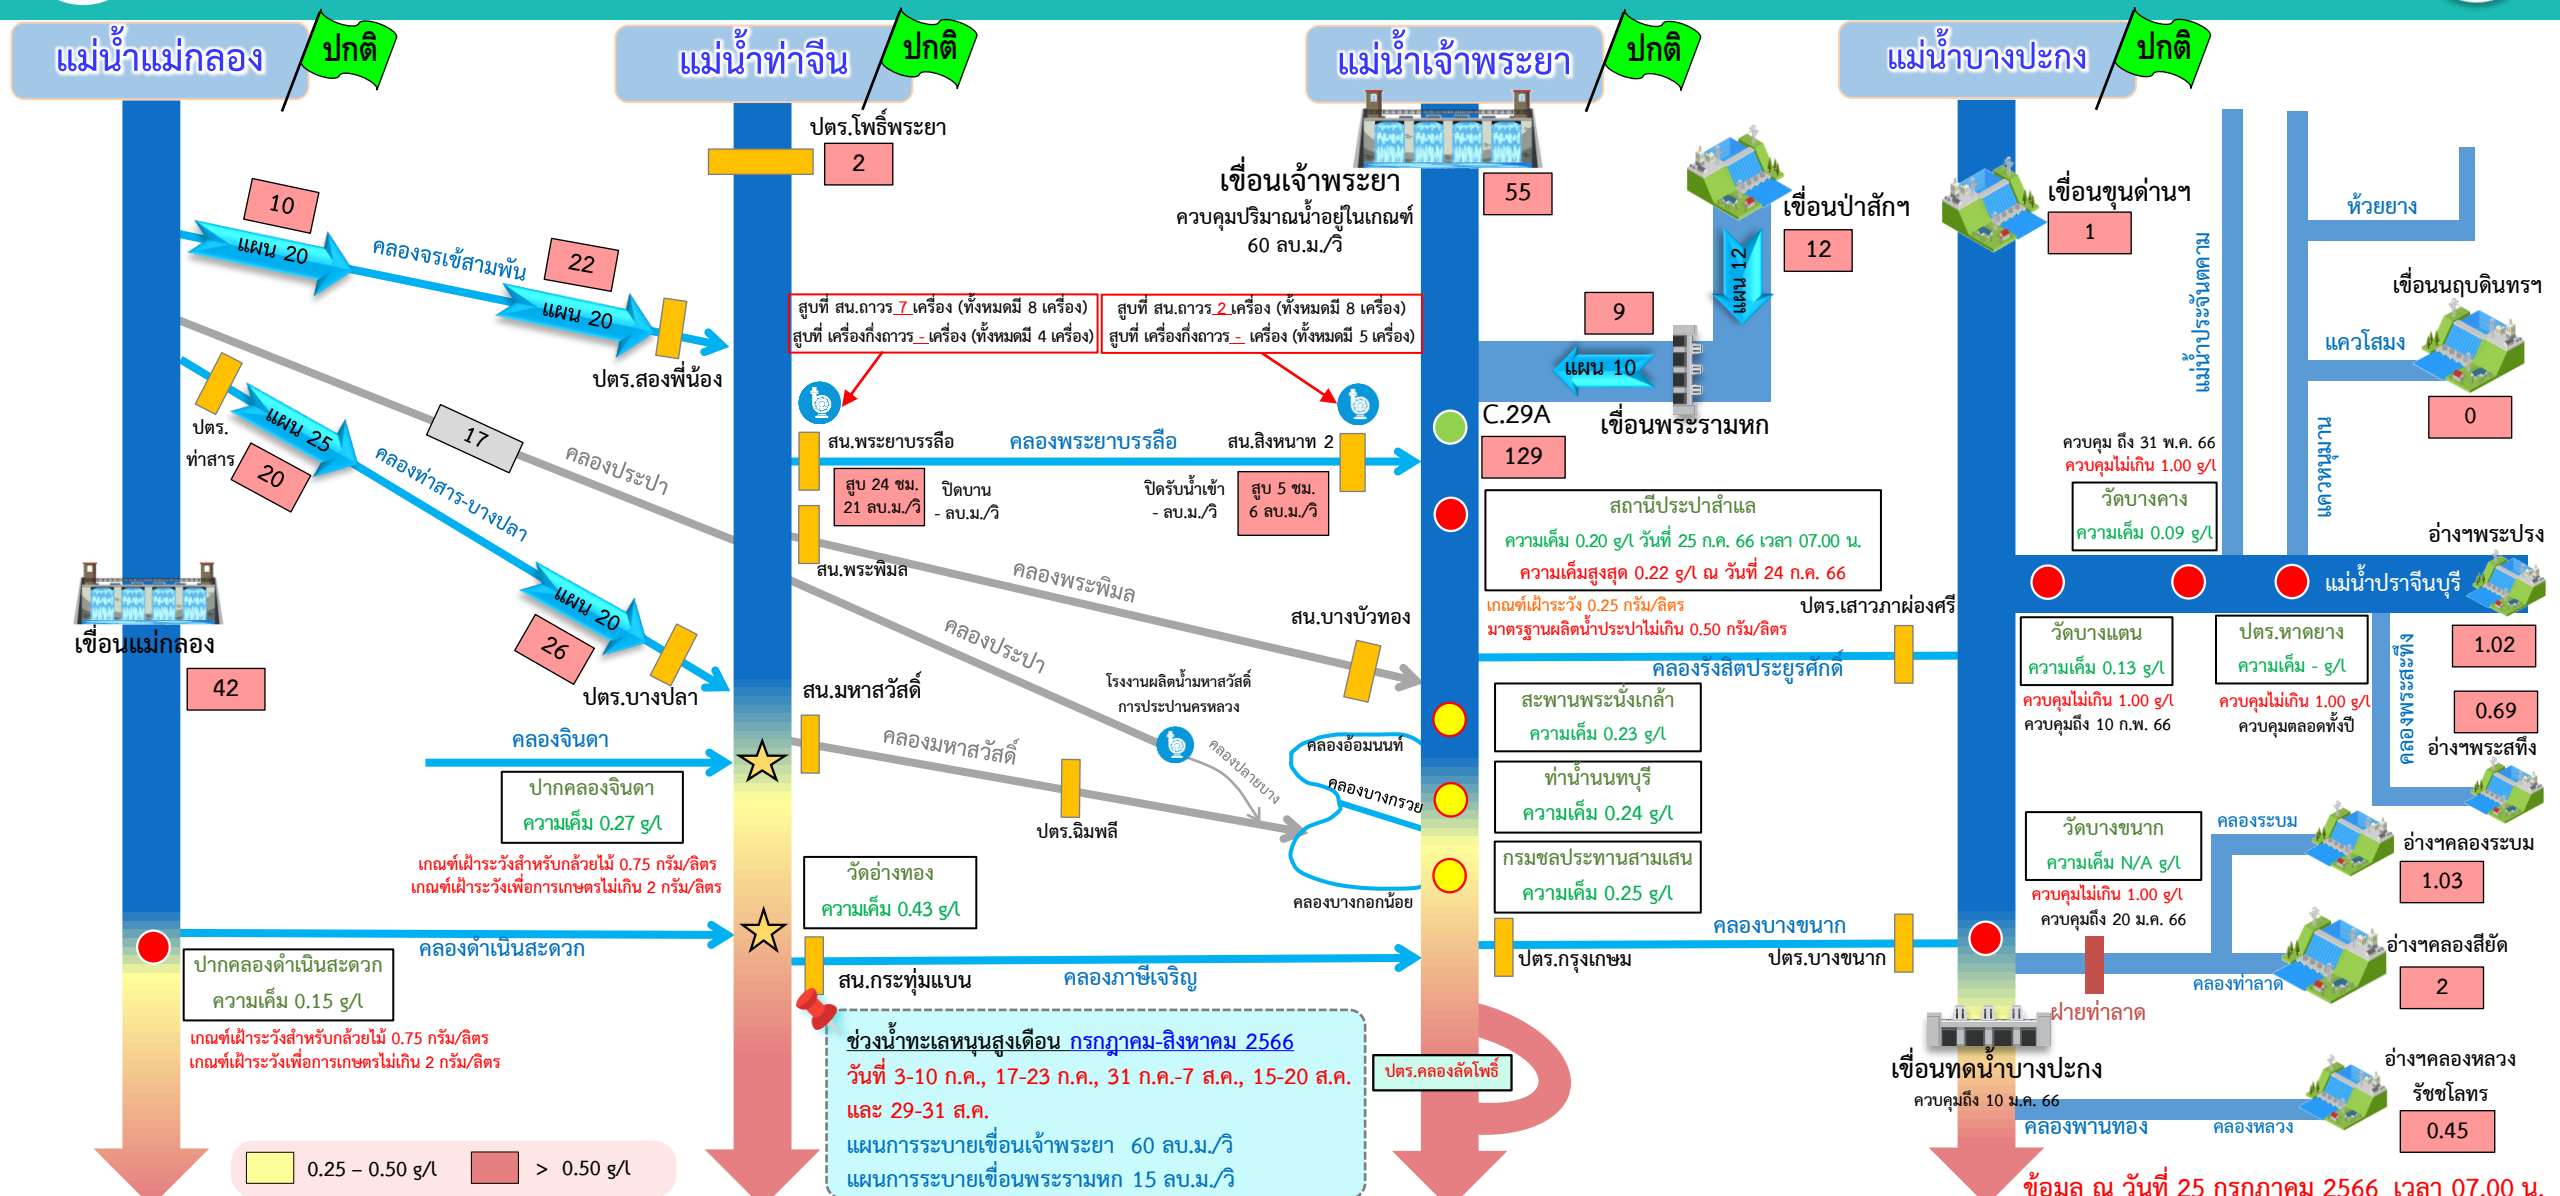 แม่น้ำแม่กลอง
ปกติ
แม่น้ำท่าจีน
ปกติ
แม่น้ำเจ้าพระยา
ปกติ
แม่น้ำบางปะกง
ปกติ
ปตร.โพธิ์พระยา
2
เขื่อนเจ้าพระยา
ควบคุมปริมาณน้ำอยู่ในเกณฑ์
60 ลบ.ม./วิ
55
เขื่อนป่าสักฯ
12
แผน 12
9
แผน 10
เขื่อนพระรามหก
เขื่อนขุนด่านฯ
1
ห้วยยาง
แม่น้ำประจันตคาม
เขื่อนนฤบดินทรฯ
แควโสมง
0
แควหนุมาน
10
แผน 20
คลองจรเข้สามพัน
22
แผน 20
ปตร.สองพี่น้อง
สูบที่ สน.ถาวร 7 เครื่อง (ทั้งหมดมี 8 เครื่อง)
สูบที่ เครื่องกึ่งถาวร - เครื่อง (ทั้งหมดมี 4 เครื่อง)
สูบที่ สน.ถาวร 2 เครื่อง (ทั้งหมดมี 8 เครื่อง)
สูบที่ เครื่องกึ่งถาวร - เครื่อง (ทั้งหมดมี 5 เครื่อง)
ปตร.
ท่าสาร
แผน 25
20
17
คลองประปา
คลองท่าสาร-บางปลา
แผน 20
26
ปตร.บางปลา
สน.พระยาบรรลือ
คลองพระยาบรรลือ
สน.สิงหนาท 2
สูบ 24 ชม.
21 ลบ.ม./วิ
ปิดบาน
- ลบ.ม./วิ
ปิดรับน้ำเข้า
- ลบ.ม./วิ
สูบ 5 ชม.
6 ลบ.ม./วิ
C.29A
129
สน.พระพิมล
คลองพระพิมล
สน.บางบัวทอง
คลองประปา
สถานีประปาสำแล
ความเค็ม 0.20 g/l วันที่ 25 ก.ค. 66 เวลา 07.00 น.
ความเค็มสูงสุด 0.22 g/l ณ วันที่ 24 ก.ค. 66
เกณฑ์เฝ้าระวัง 0.25 กรัม/ลิตร
มาตรฐานผลิตน้ำประปาไม่เกิน 0.50 กรัม/ลิตร
ปตร.เสาวภาผ่องศรี
คลองรังสิตประยูรศักดิ์
ควบคุม ถึง 31 พ.ค. 66
ควบคุมไม่เกิน 1.00 g/l
วัดบางคาง
ความเค็ม 0.09 g/l
อ่างฯพระปรง
แม่น้ำปราจีนบุรี
1.02
วัดบางแตน
ความเค็ม 0.13 g/l
ควบคุมไม่เกิน 1.00 g/l
ควบคุมถึง 10 ก.พ. 66
ปตร.หาดยาง
ความเค็ม - g/l
ควบคุมไม่เกิน 1.00 g/l
ควบคุมตลอดทั้งปี
คลองพระสะทึง
0.69
อ่างฯพระสทึง
เขื่อนแม่กลอง
42
คลองจินดา
ปากคลองจินดา
ความเค็ม 0.27 g/l
เกณฑ์เฝ้าระวังสำหรับกล้วยไม้ 0.75 กรัม/ลิตร
เกณฑ์เฝ้าระวังเพื่อการเกษตรไม่เกิน 2 กรัม/ลิตร
สน.มหาสวัสดิ์
คลองมหาสวัสดิ์
ปตร.ฉิมพลี
โรงงานผลิตน้ำมหาสวัสดิ์
การประปานครหลวง
คลองปลายบาง
คลองอ้อมนนท์
คลองบางกรวย
คลองบางกอกน้อย
สะพานพระนั่งเกล้า
ความเค็ม 0.23 g/l
ท่าน้ำนนทบุรี
ความเค็ม 0.24 g/l
กรมชลประทานสามเสน
ความเค็ม 0.25 g/l
วัดบางขนาก
ความเค็ม N/A g/l
ควบคุมไม่เกิน 1.00 g/l
ควบคุมถึง 20 ม.ค. 66
คลองระบม
อ่างฯคลองระบม
1.03
วัดอ่างทอง
ความเค็ม 0.43 g/l
คลองดำเนินสะดวก
ปากคลองดำเนินสะดวก
ความเค็ม 0.15 g/l
เกณฑ์เฝ้าระวังสำหรับกล้วยไม้ 0.75 กรัม/ลิตร
เกณฑ์เฝ้าระวังเพื่อการเกษตรไม่เกิน 2 กรัม/ลิตร
สน.กระทุ่มแบน
คลองภาษีเจริญ
ปตร.กรุงเกษม
คลองบางขนาก
ปตร.บางขนาก
อ่างฯคลองสียัด
2
คลองท่าลาด
ฝายท่าลาด
ช่วงน้ำทะเลหนุนสูงเดือน กรกฎาคม-สิงหาคม 2566
วันที่ 3-10 ก.ค., 17-23 ก.ค., 31 ก.ค.-7 ส.ค., 15-20 ส.ค.
และ 29-31 ส.ค.
แผนการระบายเขื่อนเจ้าพระยา 60 ลบ.ม./วิ
แผนการระบายเขื่อนพระรามหก 15 ลบ.ม./วิ
ปตร.คลองลัดโพธิ์
เขื่อนทดน้ำบางปะกง
ควบคุมถึง 10 ม.ค. 66
คลองพานทอง
คลองหลวง
อ่างฯคลองหลวง
รัชชโลทร
0.45
0.25 – 0.50 g/l
> 0.50 g/l
ข้อมูล ณ วันที่ 25 กรกฎาคม 2566 เวลา 07.00 น.